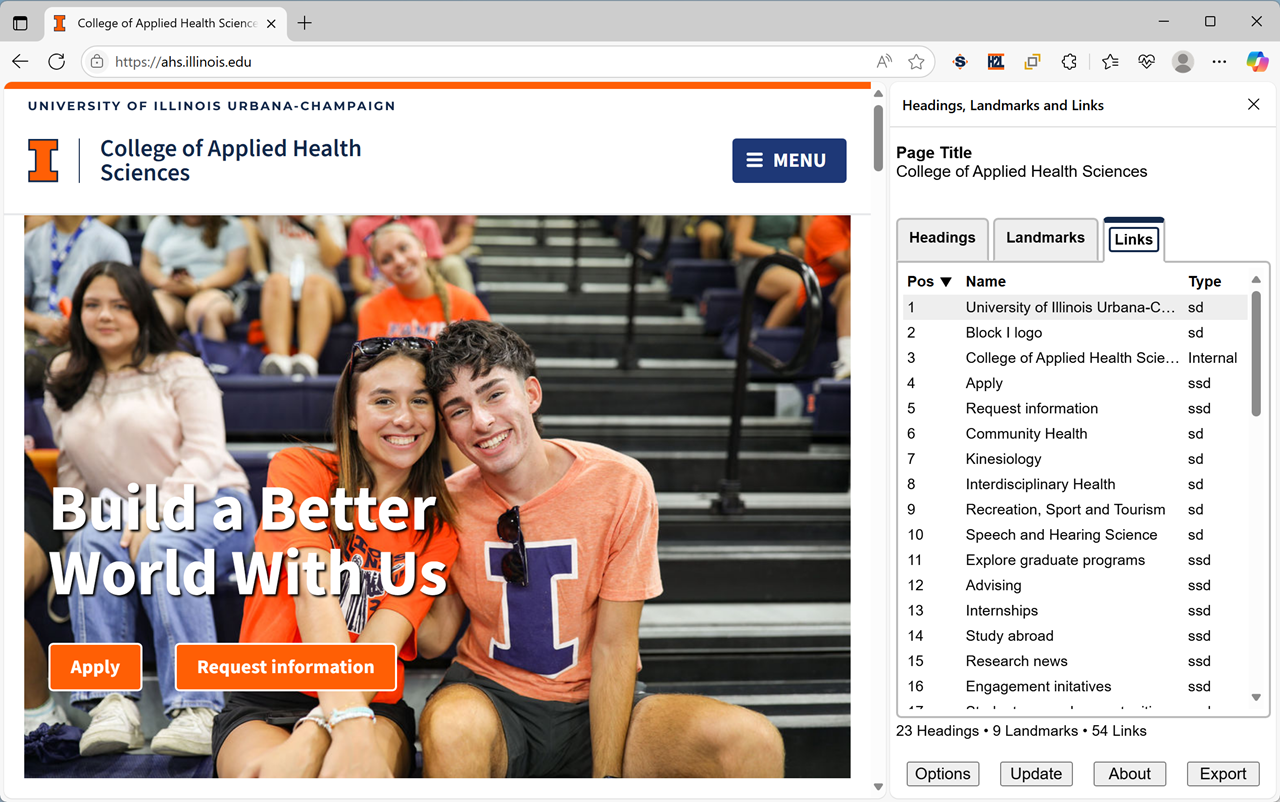 College of Applied Health Science
https://ahs.illinois.edu
H2L
UNIVERSITY OF ILLINOIS URBANA-CHAMPAIGN
College of Applied Health
Sciences
MENU
Build a Better
World With Us
Apply
Request information
Headings, Landmarks and Links
Page Title
College of Applied Health Sciences
Headings Landmarks Links
Pos ▼ Name Type
1 University of Illinois Urbana-C… sd
2 Block I logo sd
3 College of Applied Health Scie… Internal
4 Apply ssd
5 Request information ssd
6 Community Health sd
7 Kinesiology sd
8 Interdisciplinary Health sd
9 Recreation, Sport and Tourism sd
10 Speech and Hearing Science sd
11 Explore graduate programs ssd
12 Advising ssd
13 Internships ssd
14 Study abroad ssd
15 Research news ssd
16 Engagement initatives ssd
23 Headings • 9 Landmarks • 54 Links
Options Update About Export